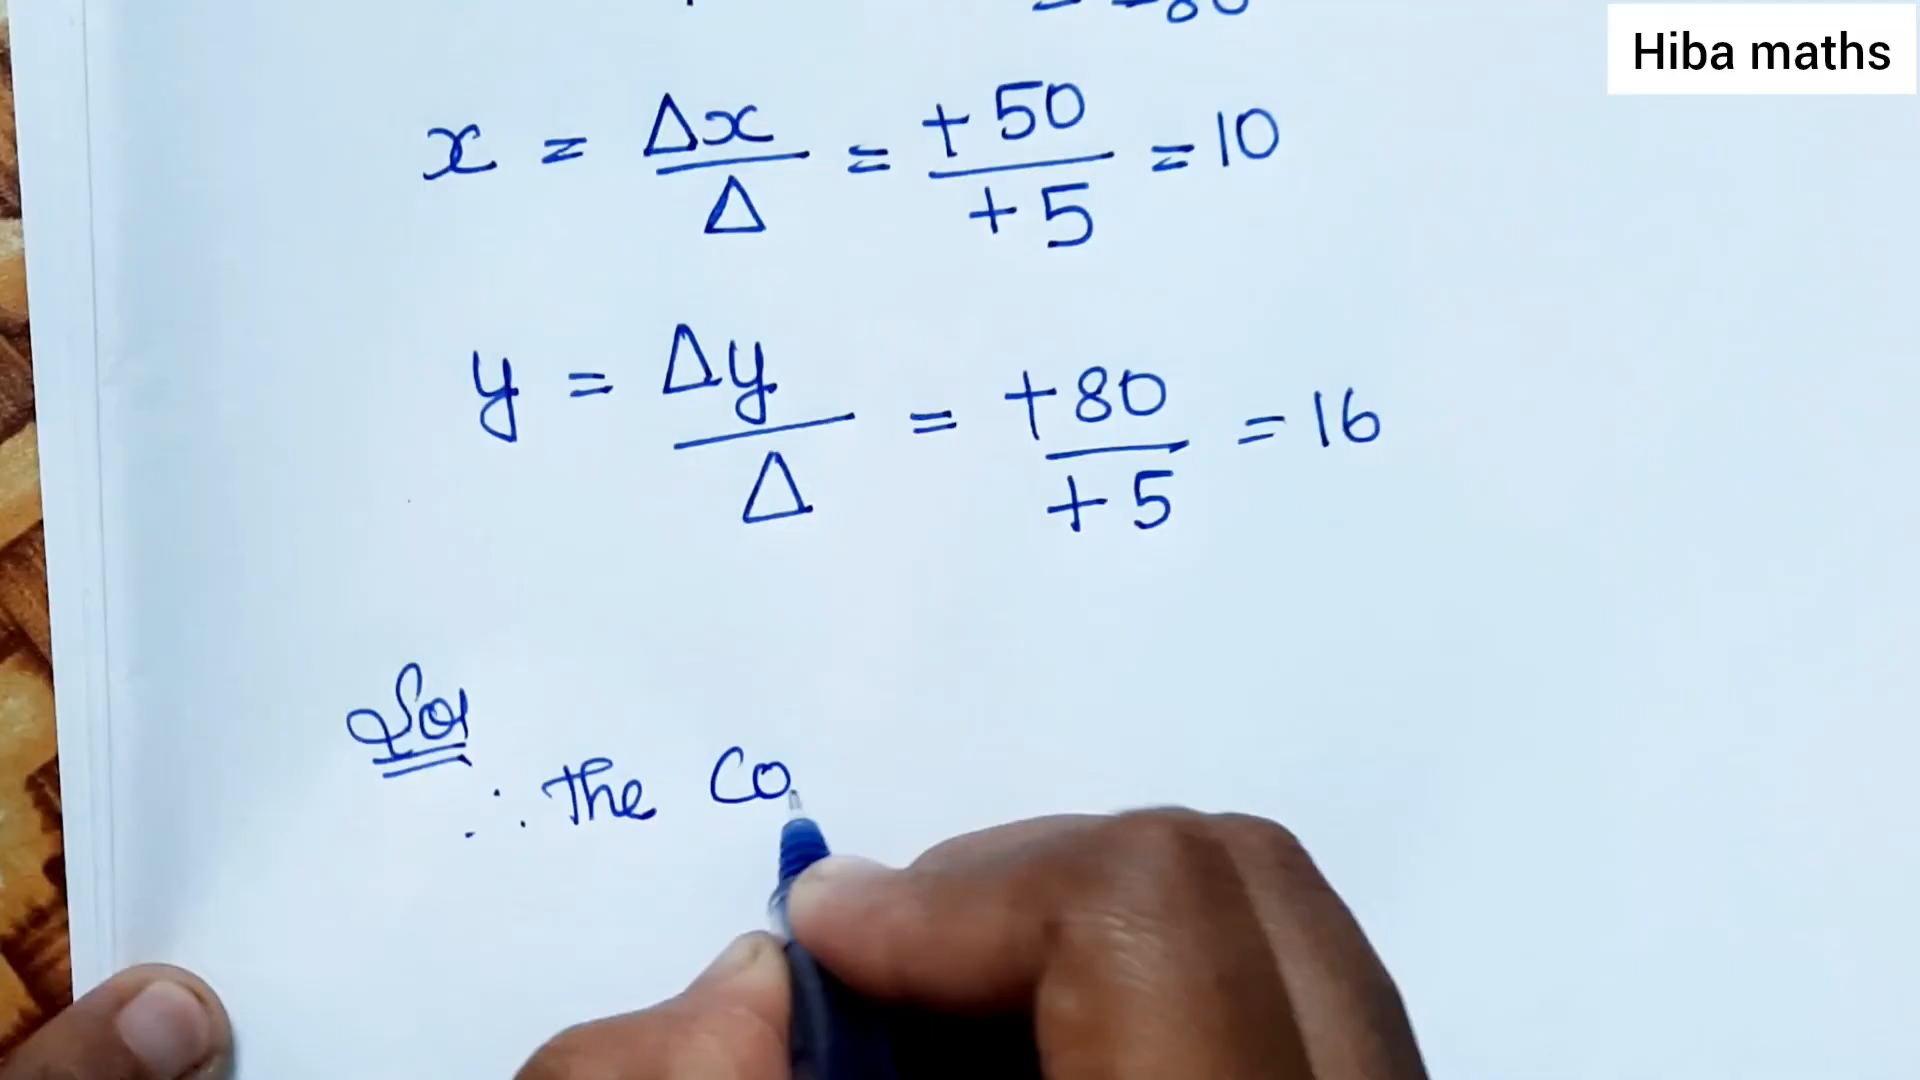 Hiba maths
x = Δx/Δ = +50/+5 = 10
y = Δy/Δ = +80/+5 = 16
Sol
∴ The Co